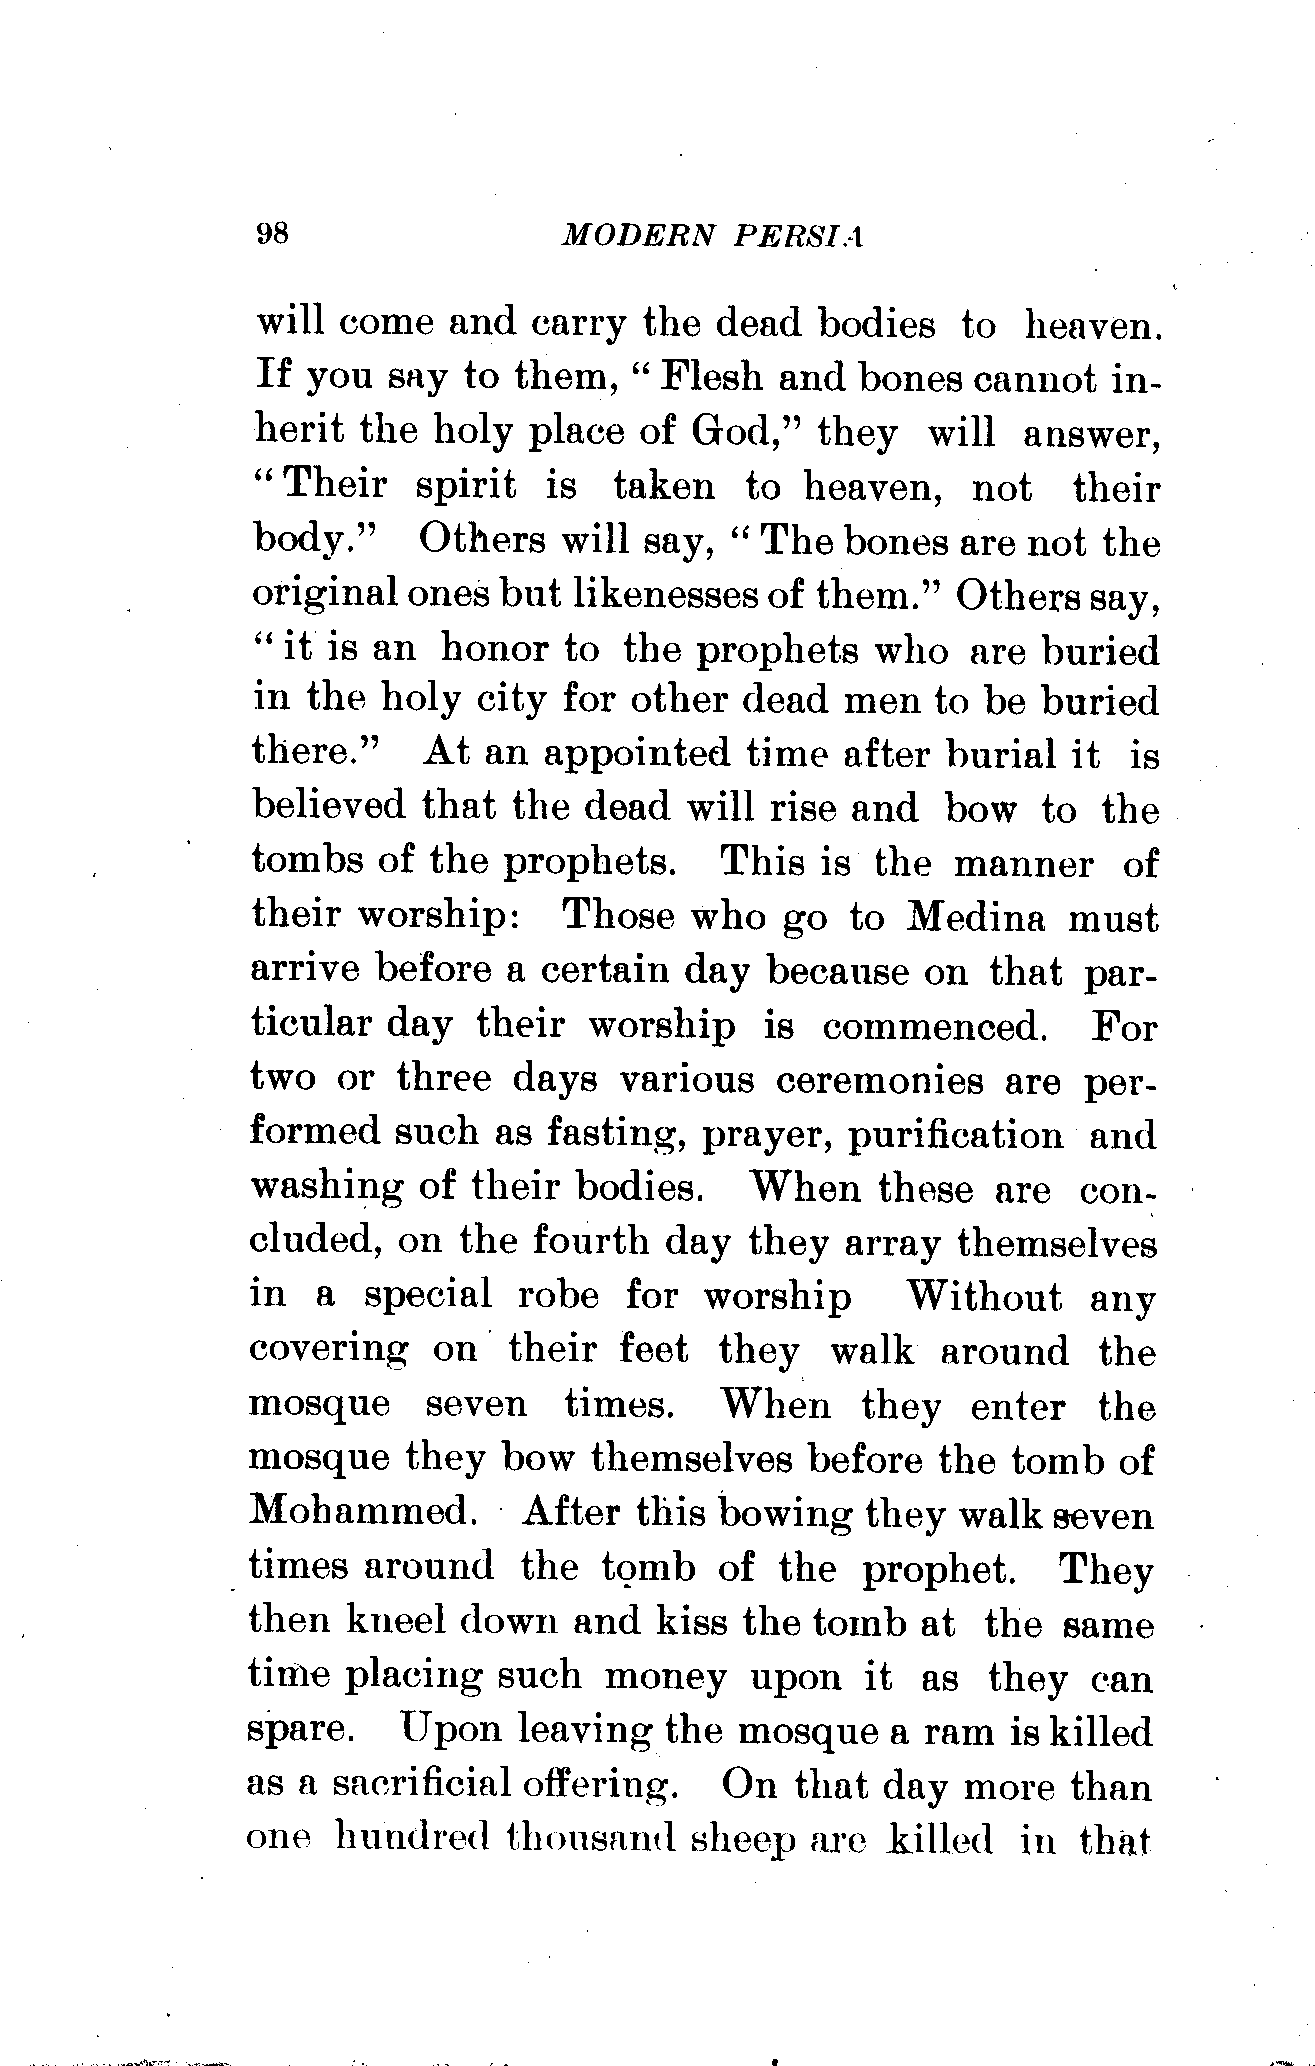 98 MODERN PERSIA
will come and carry the dead bodies to heaven.
If you say to them, “ Flesh and bones cannot in-
herit the holy place of God,” they will answer,
“ Their spirit is taken to heaven, not their
body.” Others will say, “ The bones are not the
original ones but likenesses of them.” Others say,
“ it is an honor to the prophets who are buried
in the holy city for other dead men to be buried
there.” At an appointed time after burial it is
believed that the dead will rise and bow to the
tombs of the prophets. This is the manner of
their worship: Those who go to Medina must
arrive before a certain day because on that par-
ticular day their worship is commenced. For
two or three days various ceremonies are per-
formed such as fasting, prayer, purification and
washing of their bodies. When these are con-
cluded, on the fourth day they array themselves
in a special robe for worship Without any
covering on their feet they walk around the
mosque seven times. When they enter the
mosque they bow themselves before the tomb of
Mohammed. After this bowing they walk seven
times around the tomb of the prophet. They
then kneel down and kiss the tomb at the same
time placing such money upon it as they can
spare. Upon leaving the mosque a ram is killed
as a sacrificial offering. On that day more than
one hundred thousand sheep are killed in that